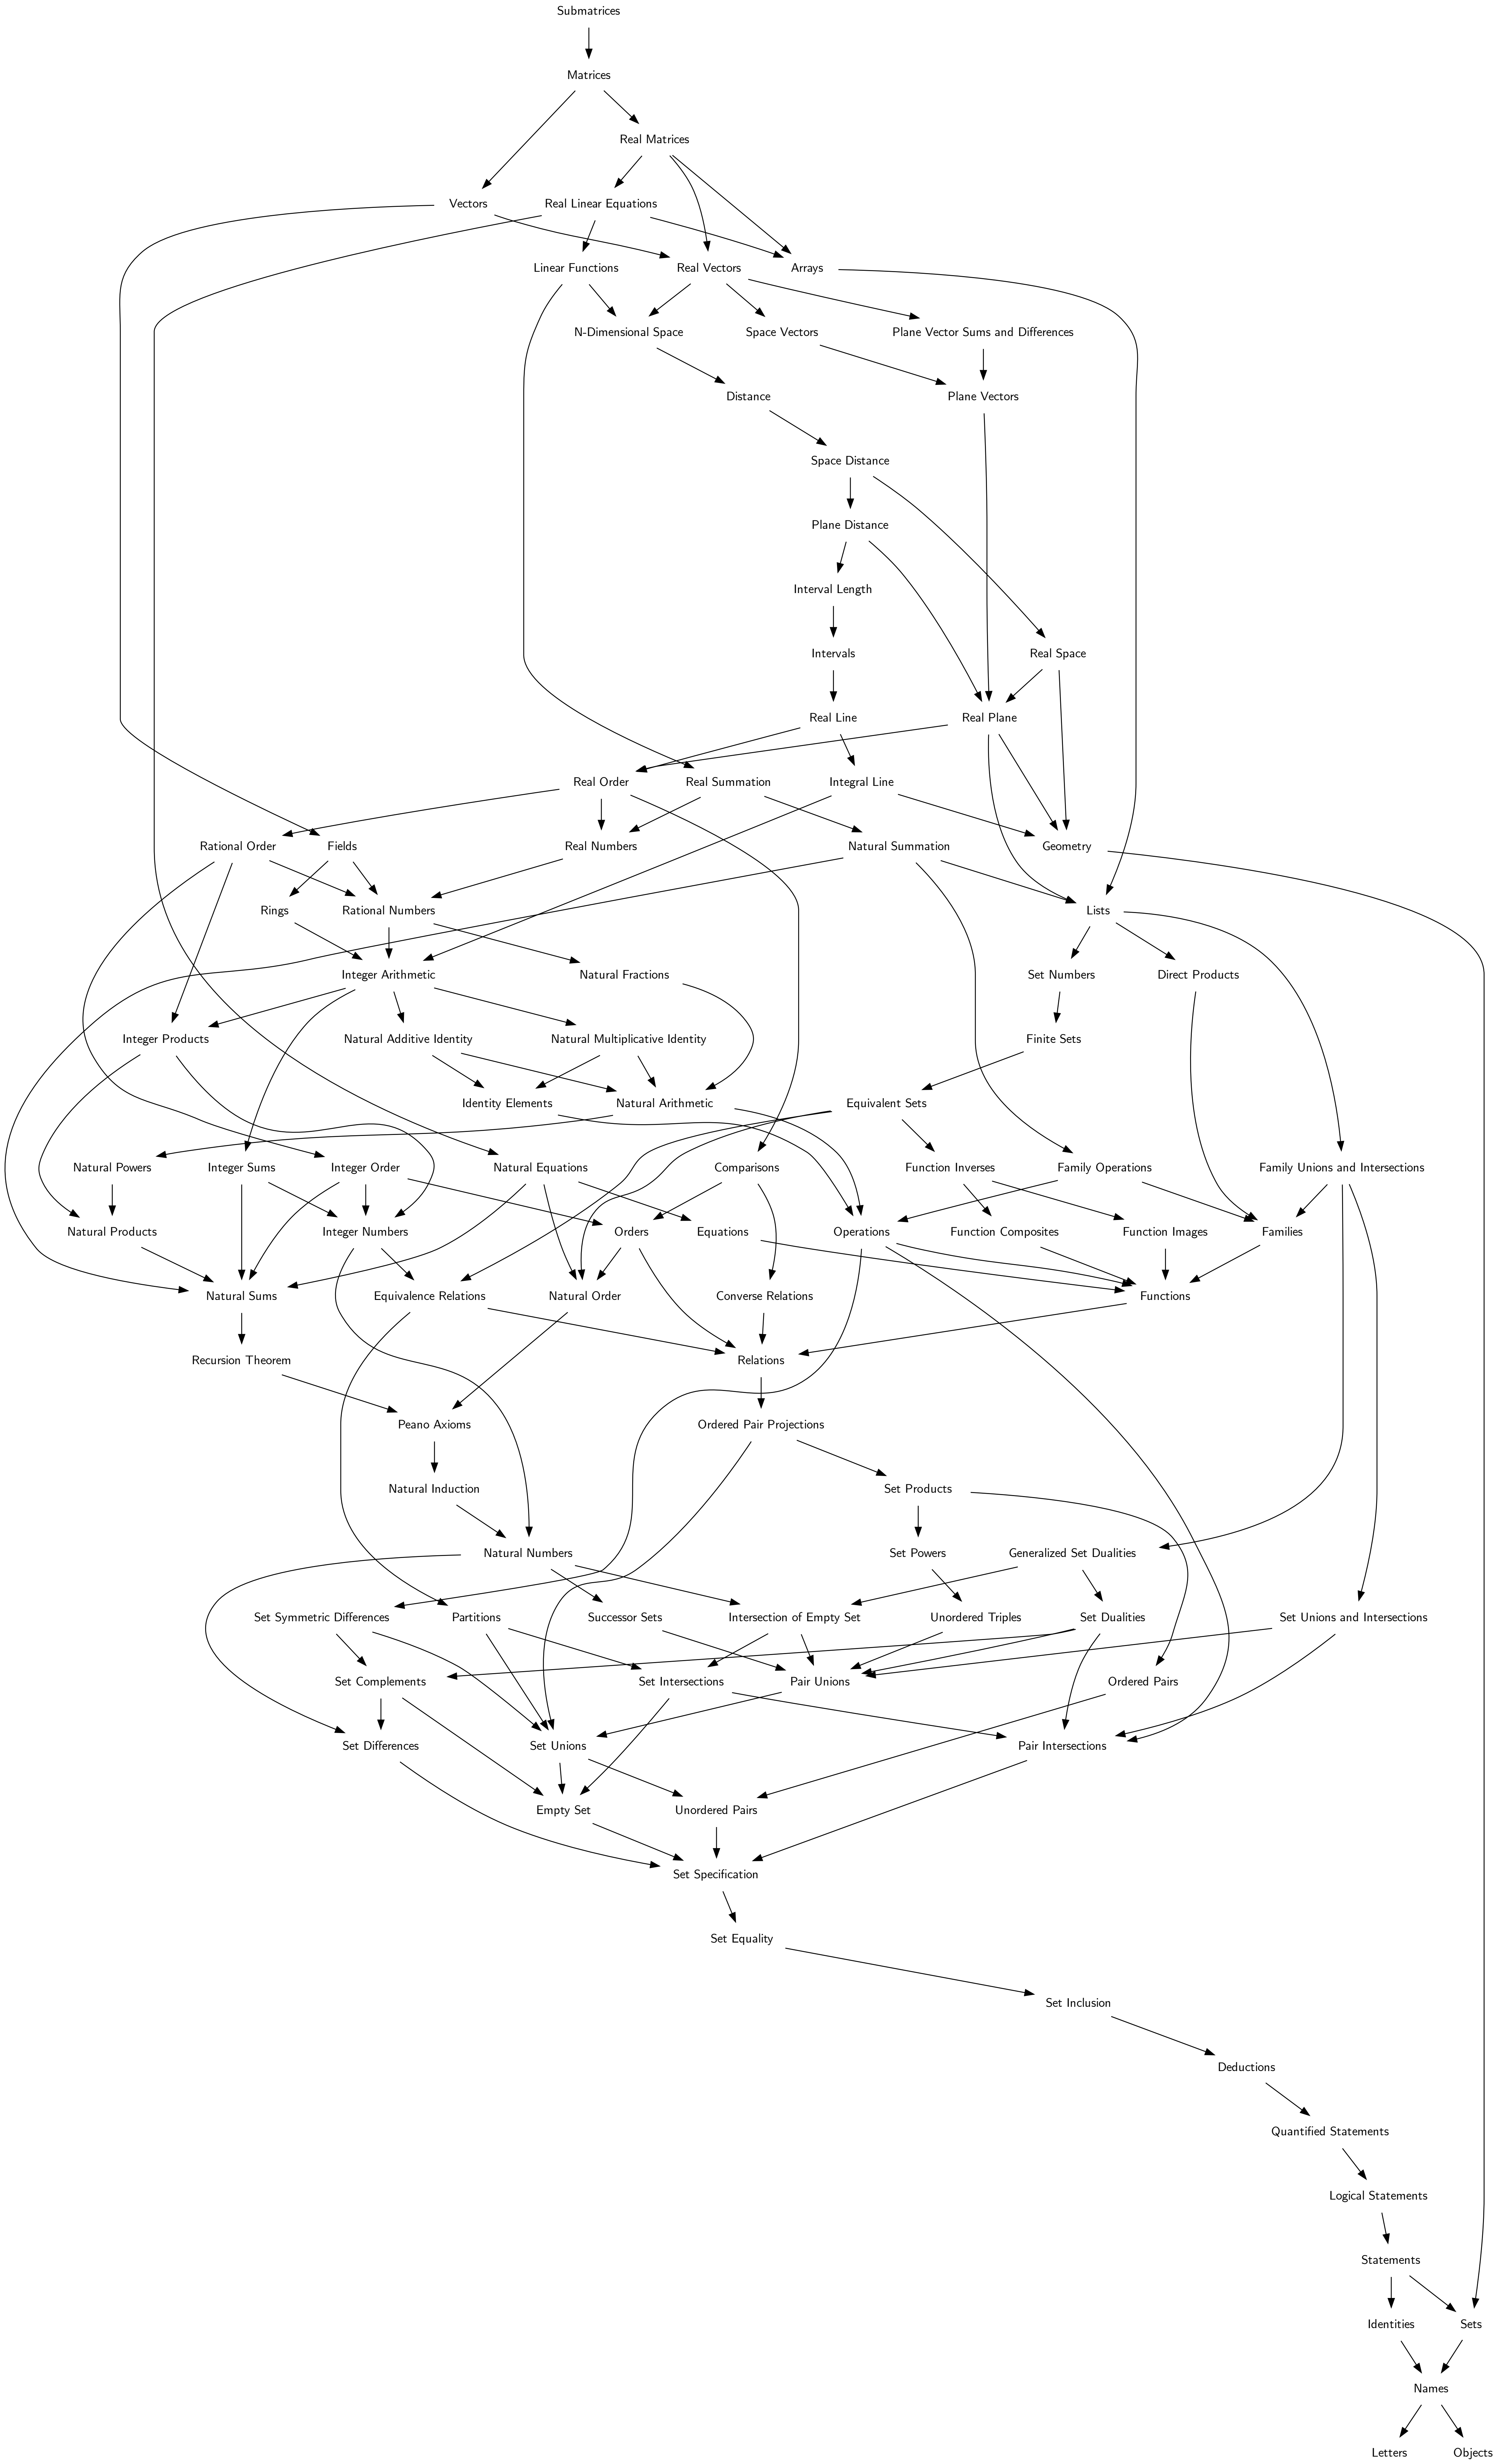 Submatrices
Matrices
Real Matrices
Vectors
Real Linear Equations
Linear Functions
Real Vectors
Arrays
N-Dimensional Space
Space Vectors
Plane Vector Sums and Differences
Distance
Plane Vectors
Space Distance
Plane Distance
Interval Length
Intervals
Real Space
Real Line
Real Plane
Real Order
Real Summation
Integral Line
Rational Order
Fields
Real Numbers
Natural Summation
Geometry
Rings
Rational Numbers
Lists
Integer Arithmetic
Natural Fractions
Set Numbers
Direct Products
Integer Products
Natural Additive Identity
Natural Multiplicative Identity
Finite Sets
Identity Elements
Natural Arithmetic
Equivalent Sets
Natural Powers
Integer Sums
Integer Order
Natural Equations
Comparisons
Function Inverses
Family Operations
Family Unions and Intersections
Natural Products
Integer Numbers
Orders
Equations
Operations
Function Composites
Function Images
Families
Natural Sums
Equivalence Relations
Natural Order
Converse Relations
Functions
Recursion Theorem
Relations
Peano Axioms
Ordered Pair Projections
Natural Induction
Set Products
Natural Numbers
Set Powers
Generalized Set Dualities
Set Symmetric Differences
Partitions
Successor Sets
Intersection of Empty Set
Unordered Triples
Set Dualities
Set Unions and Intersections
Set Complements
Set Intersections
Pair Unions
Ordered Pairs
Set Differences
Set Unions
Pair Intersections
Empty Set
Unordered Pairs
Set Specification
Set Equality
Set Inclusion
Deductions
Quantified Statements
Logical Statements
Statements
Identities
Sets
Names
Letters
Objects